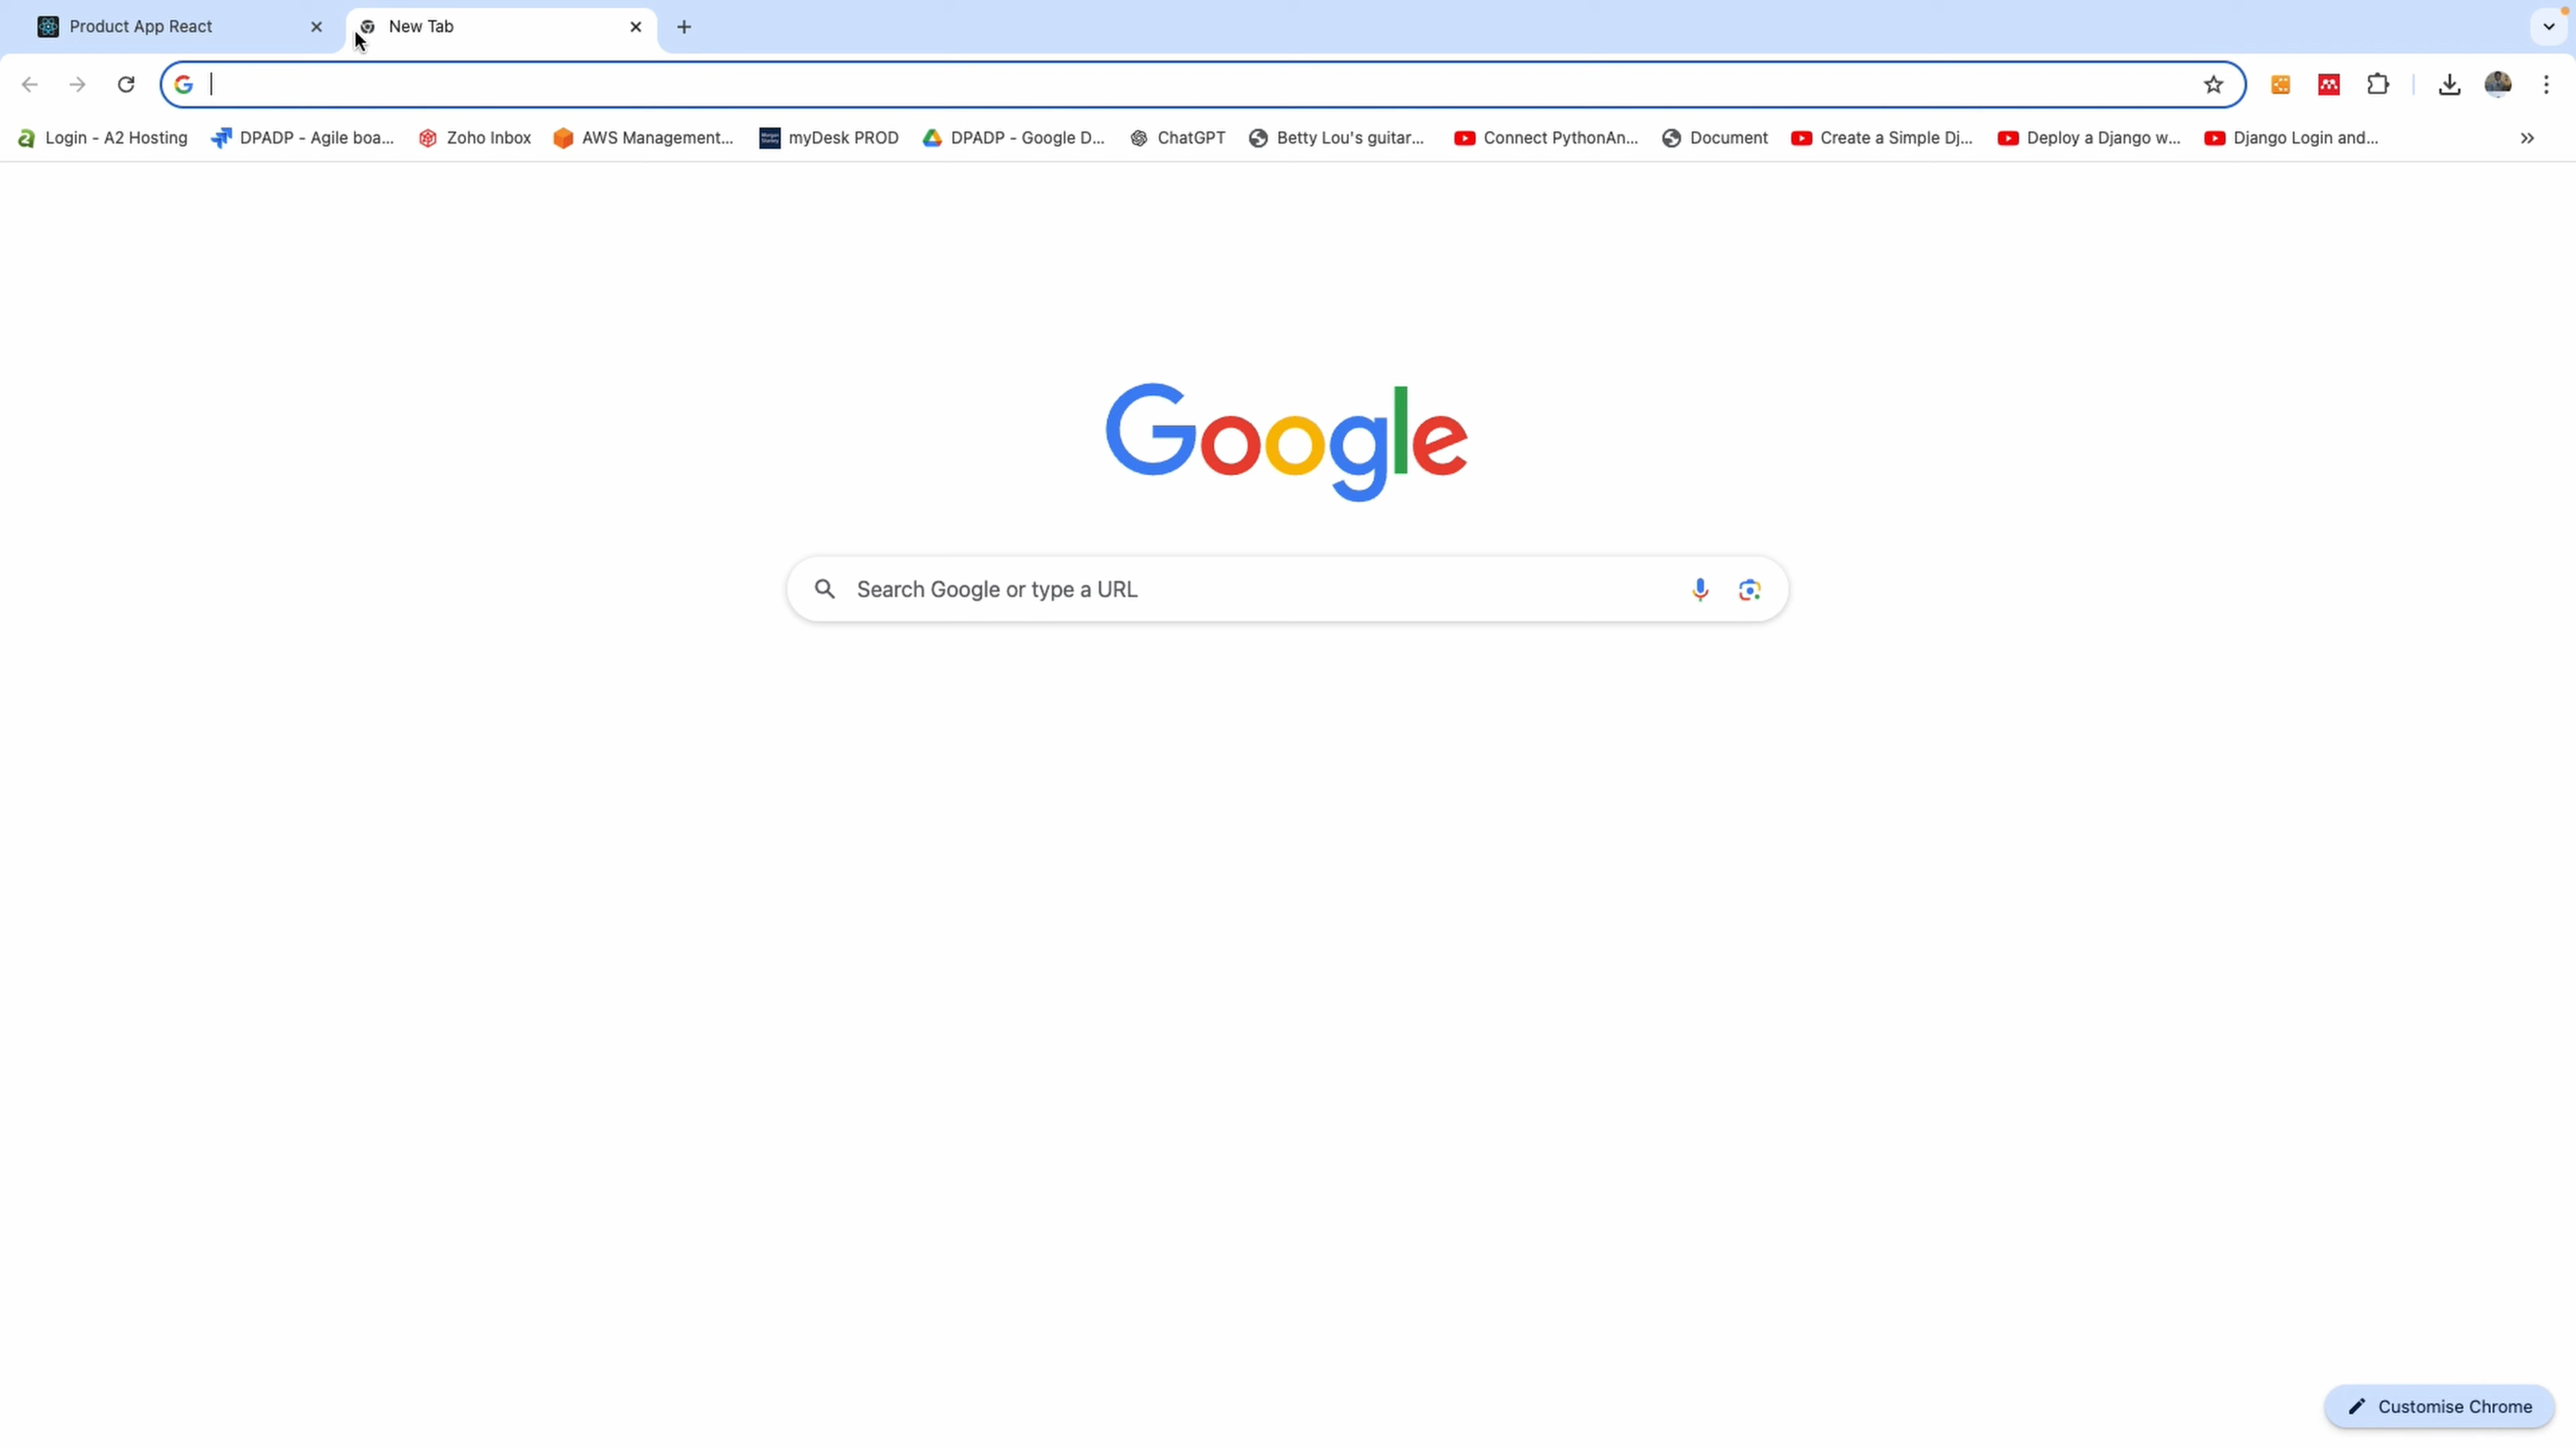 Product App React
New Tab
Login - A2 Hosting
DPADP - Agile boa...
Zoho Inbox
AWS Management...
myDesk PROD
DPADP - Google D...
ChatGPT
Betty Lou's guitar...
Connect PythonAn...
Document
Create a Simple Dj...
Deploy a Django w...
Django Login and...
Google
Search Google or type a URL
Customise Chrome